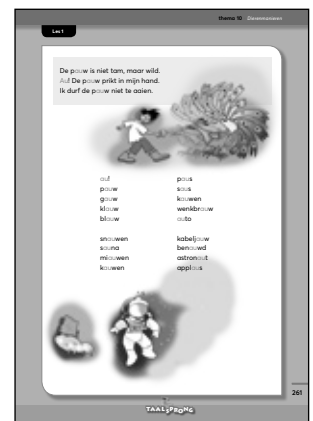 thema 10 Dierenmanieren
Les 1
De pauw is niet tam, maar wild.
Au! De pauw prikt in mijn hand.
Ik durf de pauw niet te aaien.
au!
pauw
gauw
klauw
blauw
snauwen
sauna
miauwen
kauwen
paus
saus
kauwen
wenkbrauw
auto
kabeljauw
benauwd
astronaut
applaus
261
TAALSPRONG